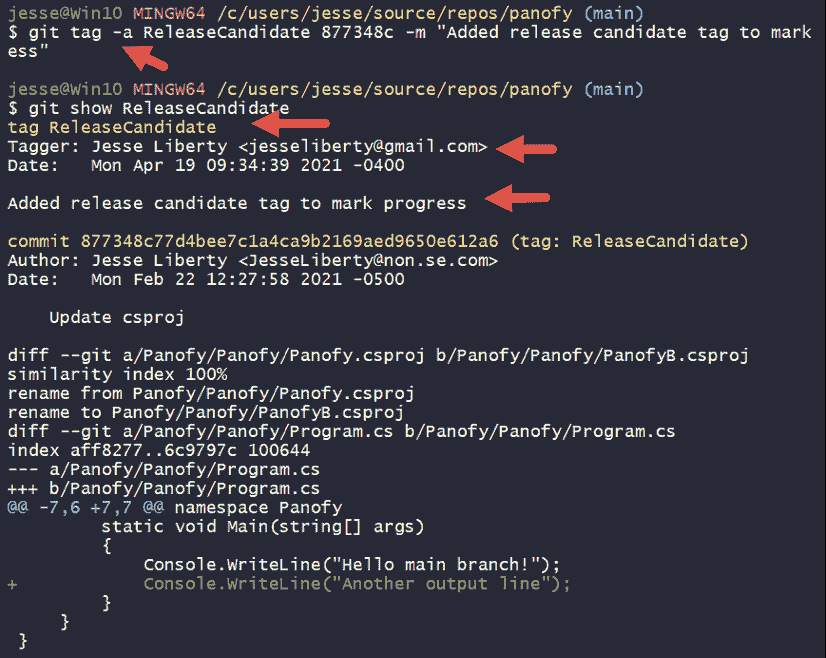 jesse@Win10 MINGW64 /c/users/jesse/source/repos/panofy (main)
$ git tag -a ReleaseCandidate 877348c -m "Added release candidate tag to mark
ess"
jesse@Win10 MINGW64 /c/users/jesse/source/repos/panofy (main)
$ git show ReleaseCandidate
tag ReleaseCandidate
Tagger: Jesse Liberty <jesseliberty@gmail.com>
Date:   Mon Apr 19 09:34:39 2021 -0400
Added release candidate tag to mark progress
commit 877348c77d4bee7c1a4ca9b2169aed9650e612a6 (tag: ReleaseCandidate)
Author: Jesse Liberty <JesseLiberty@non.se.com>
Date:   Mon Feb 22 12:27:58 2021 -0500
    Update csproj
diff --git a/Panofy/Panofy/Panofy.csproj b/Panofy/Panofy/PanofyB.csproj
similarity index 100%
rename from Panofy/Panofy/Panofy.csproj
rename to Panofy/Panofy/PanofyB.csproj
diff --git a/Panofy/Panofy/Program.cs b/Panofy/Panofy/Program.cs
index aff8277..6c9797c 100644
--- a/Panofy/Panofy/Program.cs
+++ b/Panofy/Panofy/Program.cs
@@ -7,6 +7,7 @@ namespace Panofy
         static void Main(string[] args)
         {
             Console.WriteLine("Hello main branch!");
+            Console.WriteLine("Another output line");
         }
     }
 }